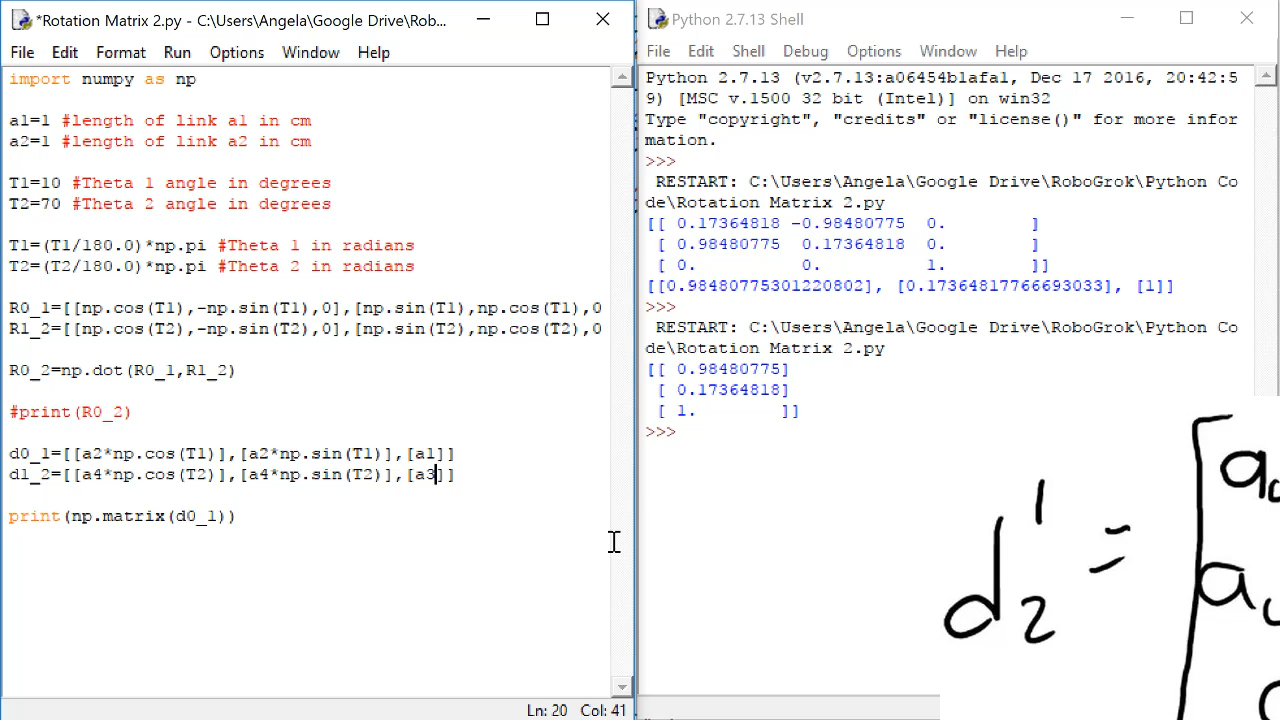 *Rotation Matrix 2.py - C:\Users\Angela\Google Drive\Rob...
File Edit Format Run Options Window Help
import numpy as np
a1=1 #length of link a1 in cm
a2=1 #length of link a2 in cm
T1=10 #Theta 1 angle in degrees
T2=70 #Theta 2 angle in degrees
T1=(T1/180.0)*np.pi #Theta 1 in radians
T2=(T2/180.0)*np.pi #Theta 2 in radians
R0_1=[[np.cos(T1),-np.sin(T1),0],[np.sin(T1),np.cos(T1),0
R1_2=[[np.cos(T2),-np.sin(T2),0],[np.sin(T2),np.cos(T2),0
R0_2=np.dot(R0_1,R1_2)
#print(R0_2)
d0_1=[[a2*np.cos(T1)],[a2*np.sin(T1)],[a1]]
d1_2=[[a4*np.cos(T2)],[a4*np.sin(T2)],[a3]]
print(np.matrix(d0_1))
Ln: 20 Col: 41
Python 2.7.13 Shell
File Edit Shell Debug Options Window Help
Python 2.7.13 (v2.7.13:a06454b1afa1, Dec 17 2016, 20:42:5
9) [MSC v.1500 32 bit (Intel)] on win32
Type "copyright", "credits" or "license()" for more infor
mation.
>>>
RESTART: C:\Users\Angela\Google Drive\RoboGrok\Python Co
de\Rotation Matrix 2.py
[[ 0.17364818 -0.98480775 0. ]
[ 0.98480775 0.17364818 0. ]
[ 0. 0. 1. ]]
[[0.98480775301220802], [0.17364817766693033], [1]]
>>>
RESTART: C:\Users\Angela\Google Drive\RoboGrok\Python Co
de\Rotation Matrix 2.py
[[ 0.98480775]
[ 0.17364818]
[ 1. ]]
>>>
d 1 2 = [